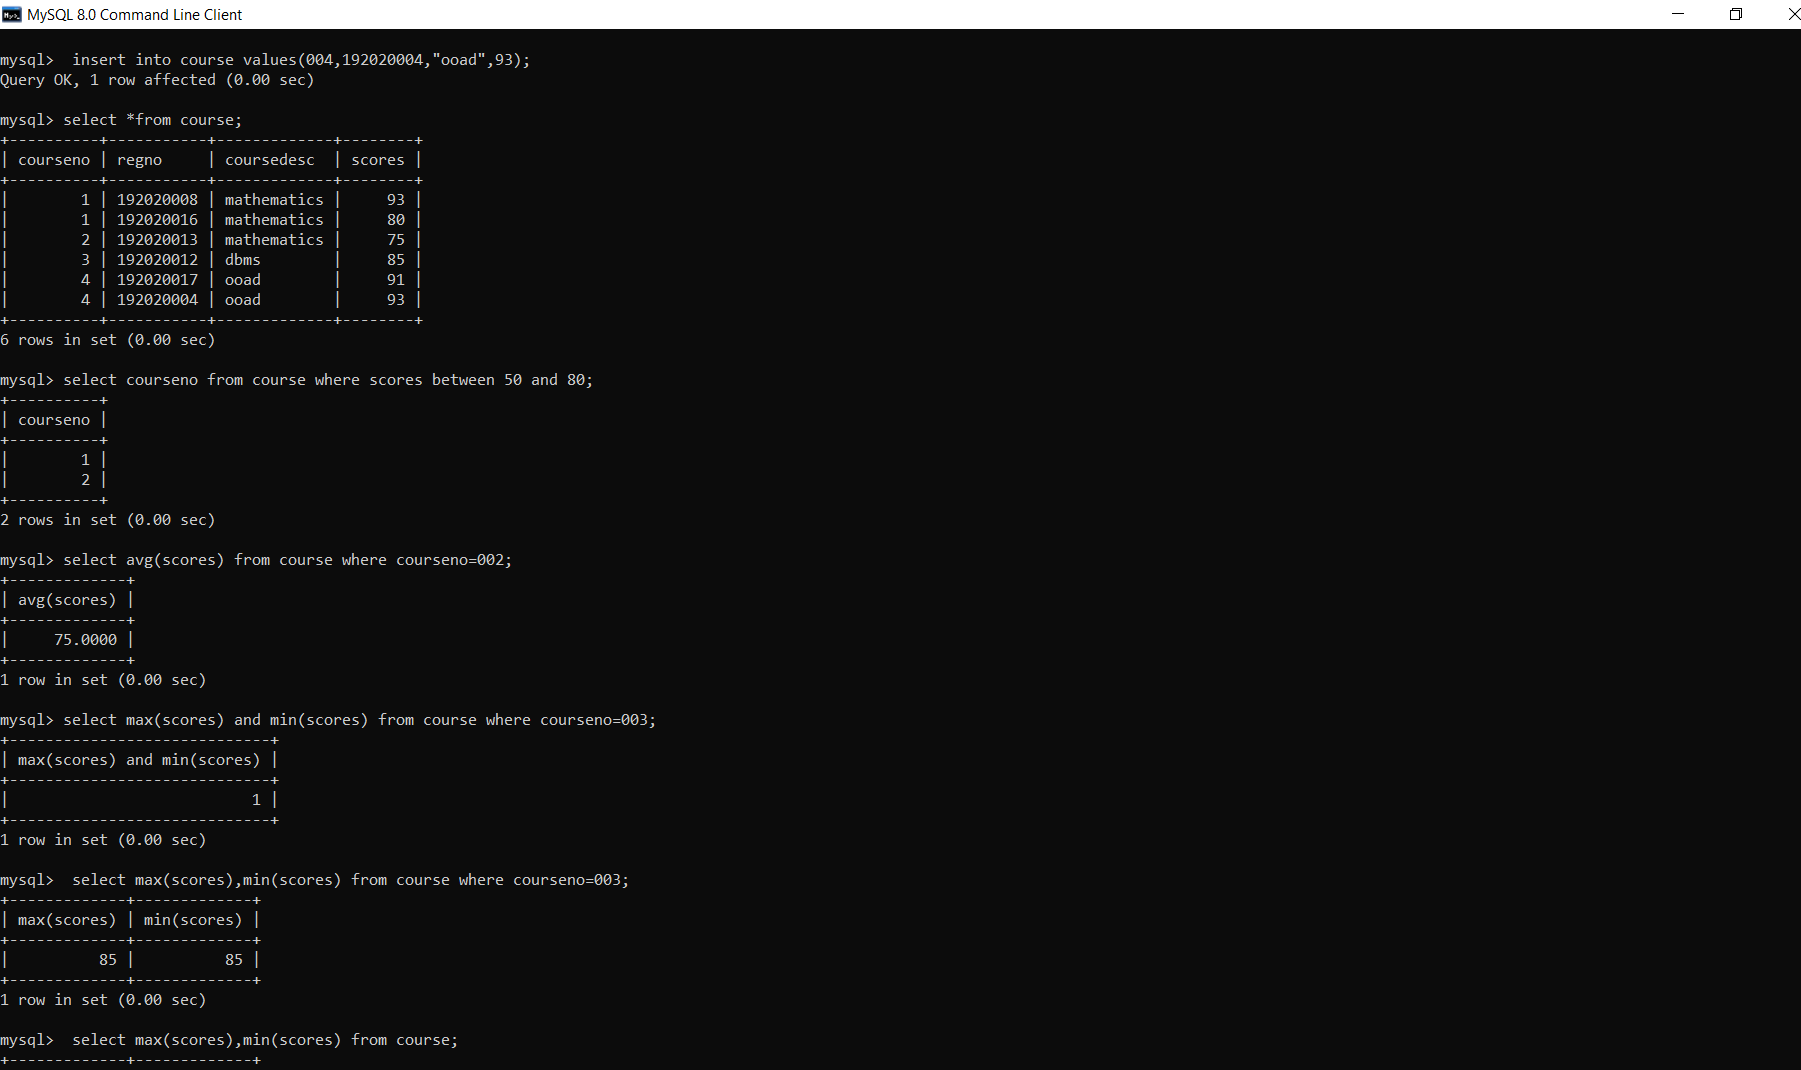 MySQL 8.0 Command Line Client
mysql>  insert into course values(004,192020004,"ooad",93);
Query OK, 1 row affected (0.00 sec)
mysql> select *from course;
+----------+-----------+-------------+--------+
| courseno | regno     | coursedesc  | scores |
+----------+-----------+-------------+--------+
|        1 | 192020008 | mathematics |     93 |
|        1 | 192020016 | mathematics |     80 |
|        2 | 192020013 | mathematics |     75 |
|        3 | 192020012 | dbms        |     85 |
|        4 | 192020017 | ooad        |     91 |
|        4 | 192020004 | ooad        |     93 |
+----------+-----------+-------------+--------+
6 rows in set (0.00 sec)
mysql> select courseno from course where scores between 50 and 80;
+----------+
| courseno |
+----------+
|        1 |
|        2 |
+----------+
2 rows in set (0.00 sec)
mysql> select avg(scores) from course where courseno=002;
+-------------+
| avg(scores) |
+-------------+
|     75.0000 |
+-------------+
1 row in set (0.00 sec)
mysql> select max(scores) and min(scores) from course where courseno=003;
+-----------------------------+
| max(scores) and min(scores) |
+-----------------------------+
|                           1 |
+-----------------------------+
1 row in set (0.00 sec)
mysql>  select max(scores),min(scores) from course where courseno=003;
+-------------+-------------+
| max(scores) | min(scores) |
+-------------+-------------+
|          85 |          85 |
+-------------+-------------+
1 row in set (0.00 sec)
mysql>  select max(scores),min(scores) from course;
+-------------+-------------+